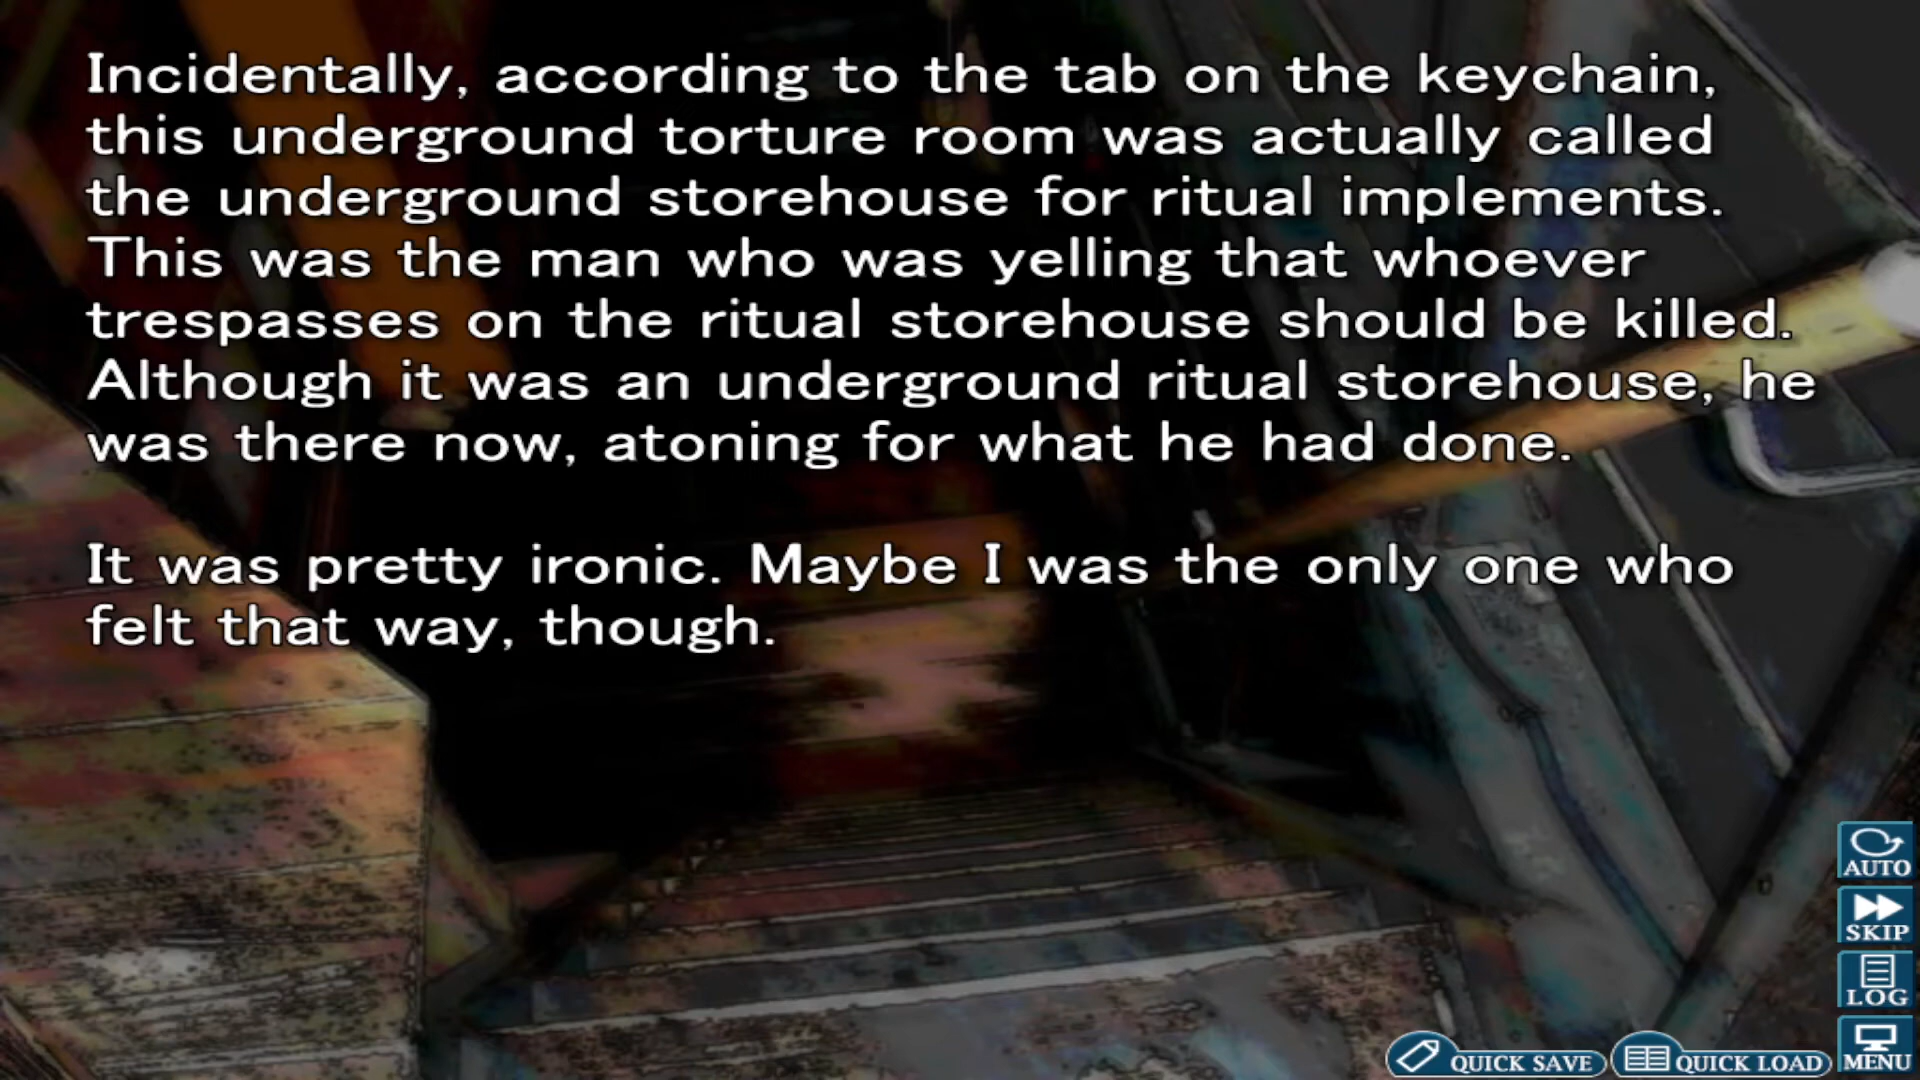 Incidentally, according to the tab on the keychain,
this underground torture room was actually called
the underground storehouse for ritual implements.
This was the man who was yelling that whoever
trespasses on the ritual storehouse should be killed.
Although it was an underground ritual storehouse, he
was there now, atoning for what he had done.
It was pretty ironic. Maybe I was the only one who
felt that way, though.
AUTO
SKIP
LOG
QUICK SAVE
QUICK LOAD
MENU